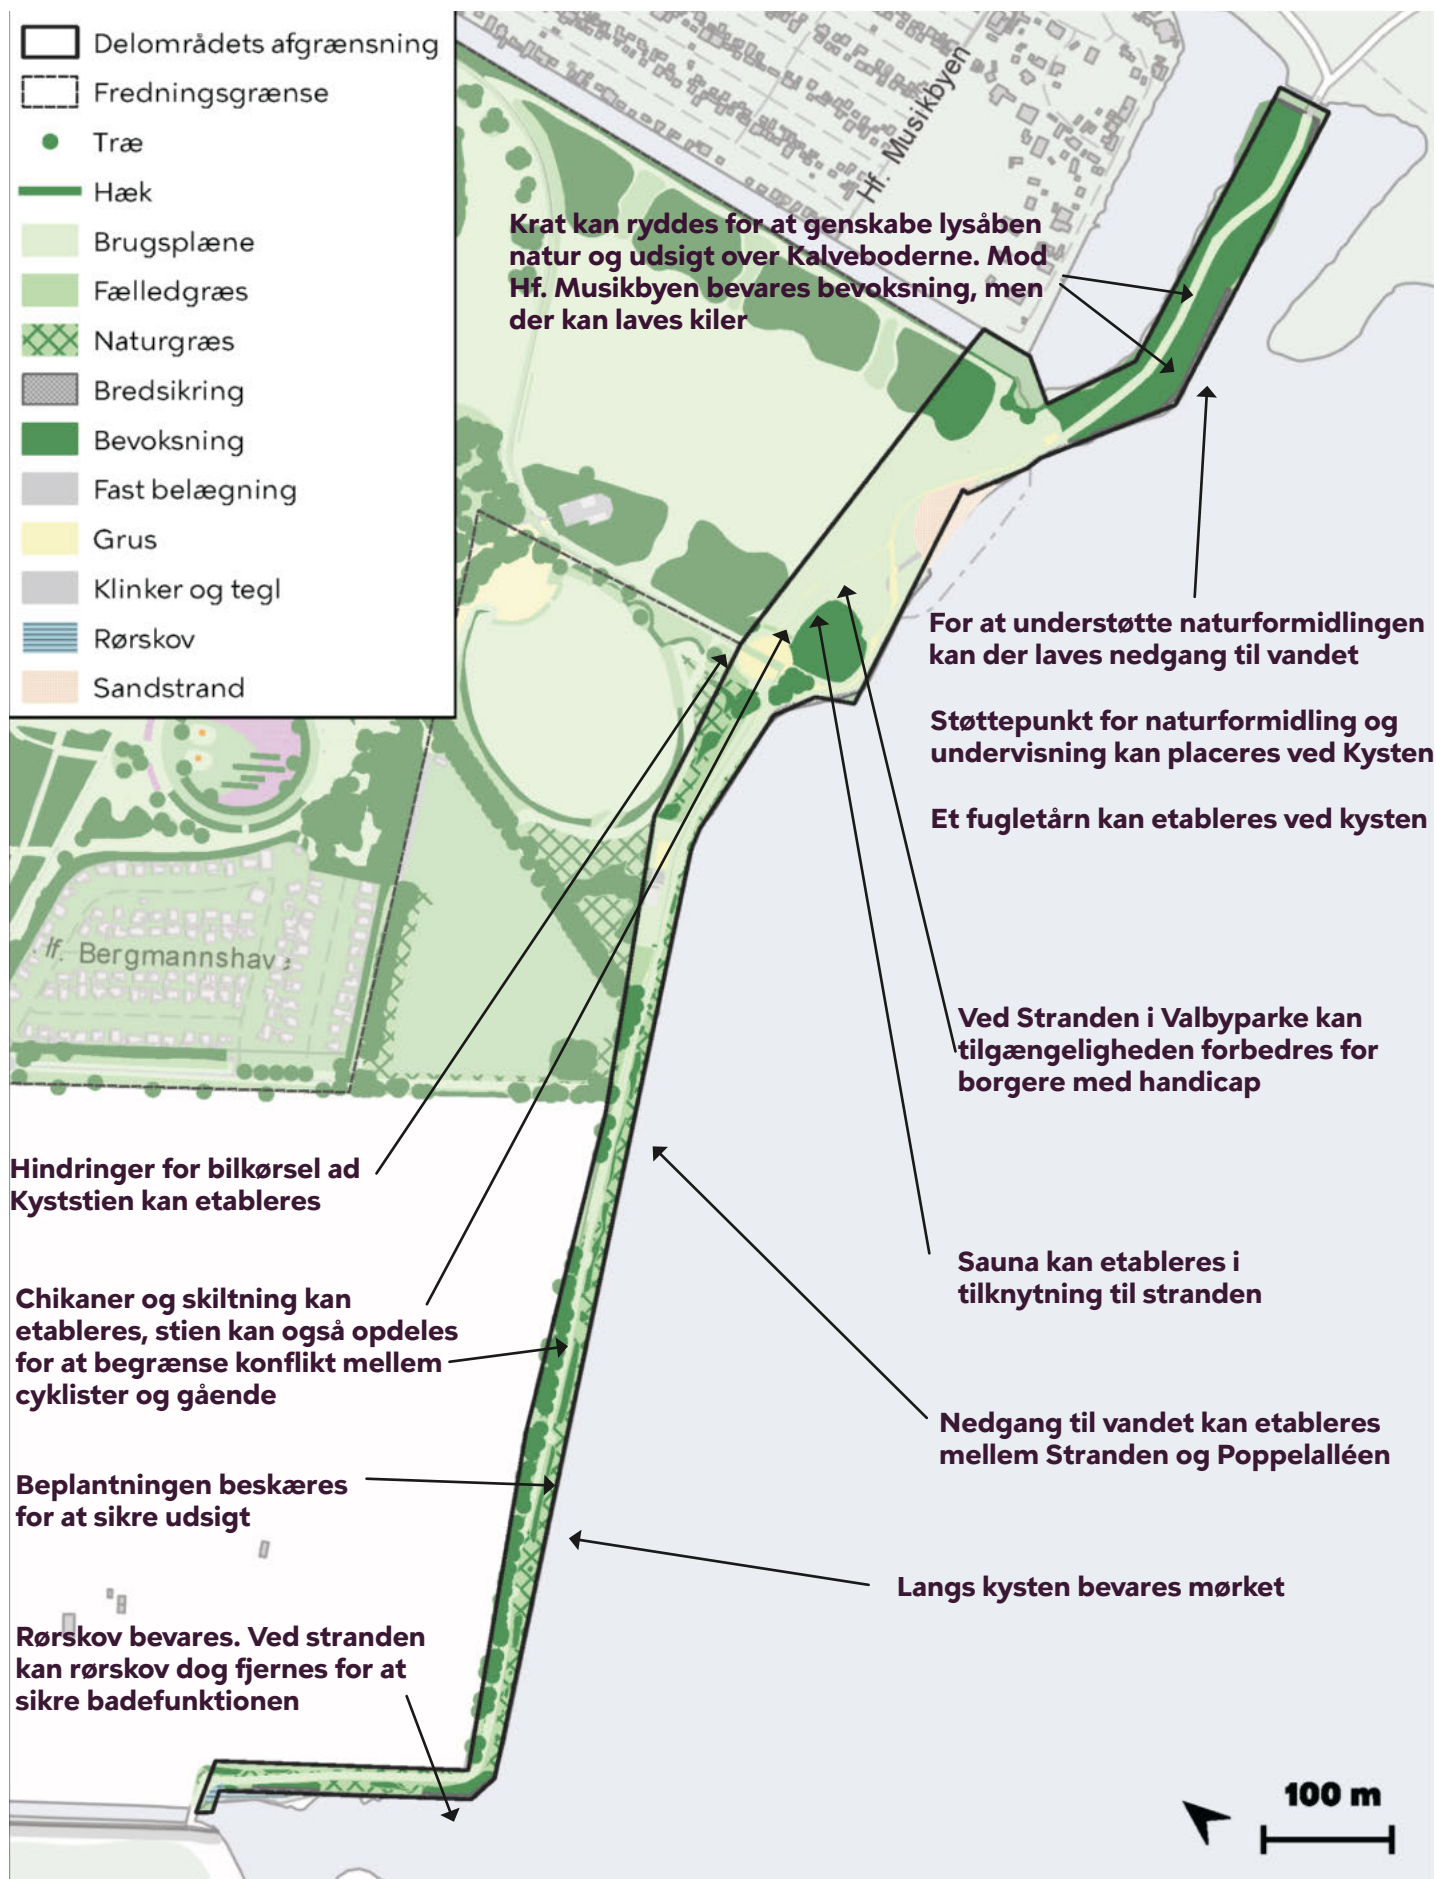 Delområdets afgrænsning
Fredningsgrænse
Træ
Hæk
Brugsplæne
Fælledgræs
Naturgræs
Bredsikring
Bevoksning
Fast belægning
Grus
Klinker og tegl
Rørskov
Sandstrand
Hf. Musikbyen
Krat kan ryddes for at genskabe lysåben
natur og udsigt over Kalveboderne. Mod
Hf. Musikbyen bevares bevoksning, men
der kan laves kiler
For at understøtte naturformidlingen
kan der laves nedgang til vandet
Støttepunkt for naturformidling og
undervisning kan placeres ved Kysten
Et fugletårn kan etableres ved kysten
Hf. Bergmannshave
Ved Stranden i Valbyparke kan
tilgængeligheden forbedres for
borgere med handicap
Hindringer for bilkørsel ad
Kyststien kan etableres
Sauna kan etableres i
tilknytning til stranden
Chikaner og skiltning kan
etableres, stien kan også opdeles
for at begrænse konflikt mellem
cyklister og gående
Nedgang til vandet kan etableres
mellem Stranden og Poppelalléen
Beplantningen beskæres
for at sikre udsigt
Langs kysten bevares mørket
Rørskov bevares. Ved stranden
kan rørskov dog fjernes for at
sikre badefunktionen
100 m